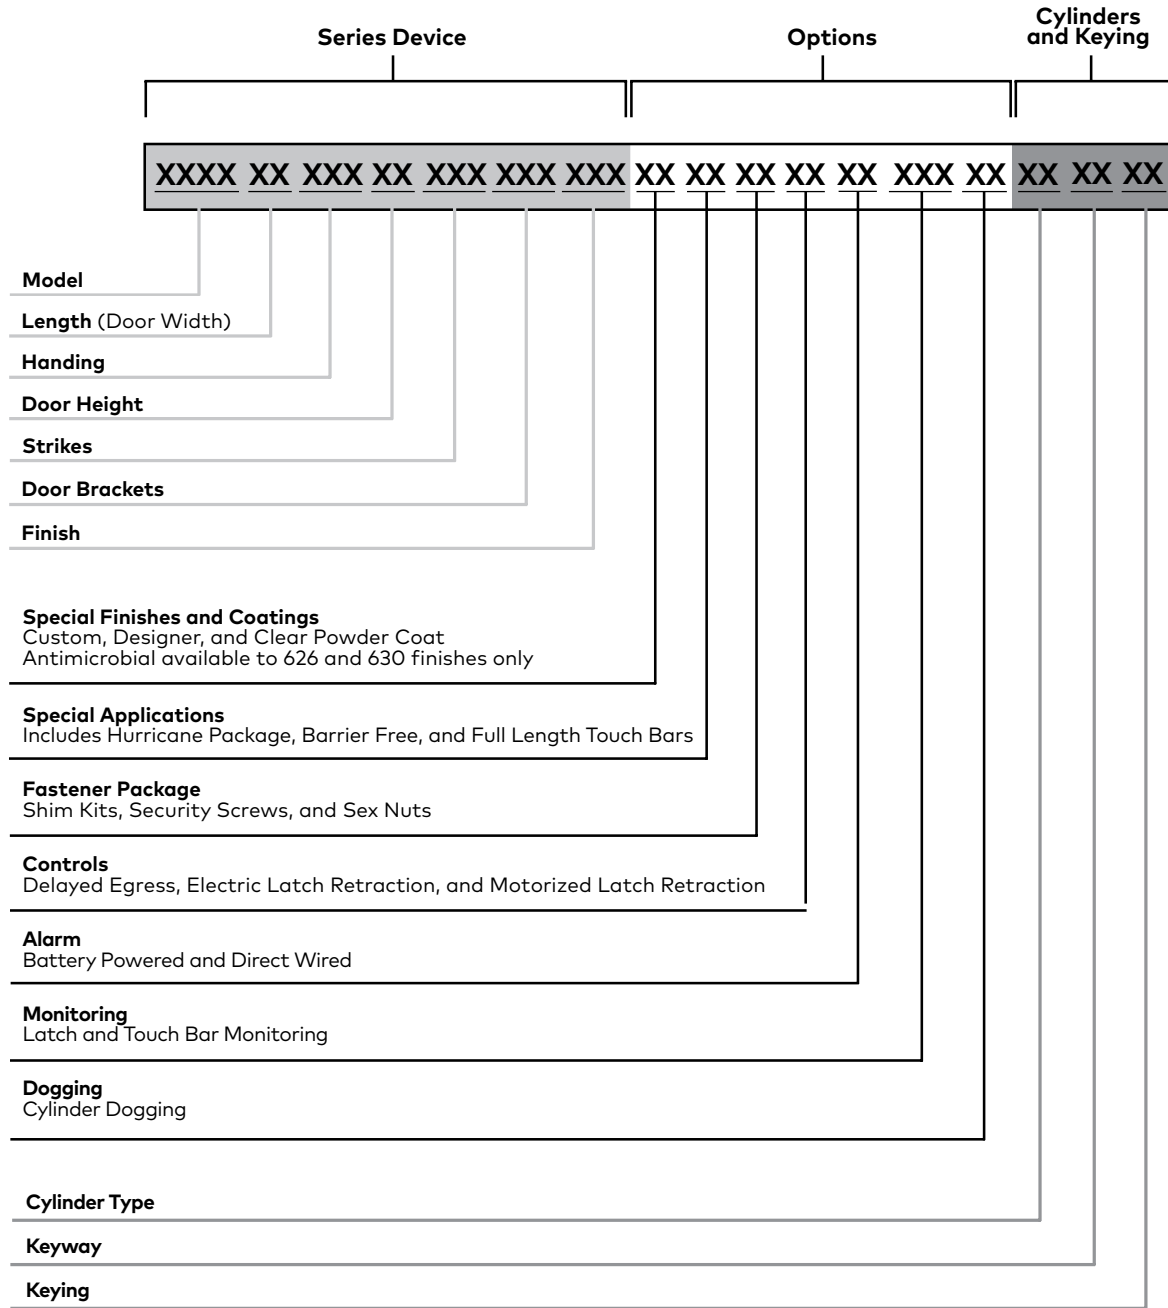 Series Device
Options
Cylinders
and Keying
XXXX XX XXX XX XXX XXX XXX XX XX XX XX XX XXX XX XX XX XX
Model
Length (Door Width)
Handing
Door Height
Strikes
Door Brackets
Finish
Special Finishes and Coatings
Custom, Designer, and Clear Powder Coat
Antimicrobial available to 626 and 630 finishes only
Special Applications
Includes Hurricane Package, Barrier Free, and Full Length Touch Bars
Fastener Package
Shim Kits, Security Screws, and Sex Nuts
Controls
Delayed Egress, Electric Latch Retraction, and Motorized Latch Retraction
Alarm
Battery Powered and Direct Wired
Monitoring
Latch and Touch Bar Monitoring
Dogging
Cylinder Dogging
Cylinder Type
Keyway
Keying